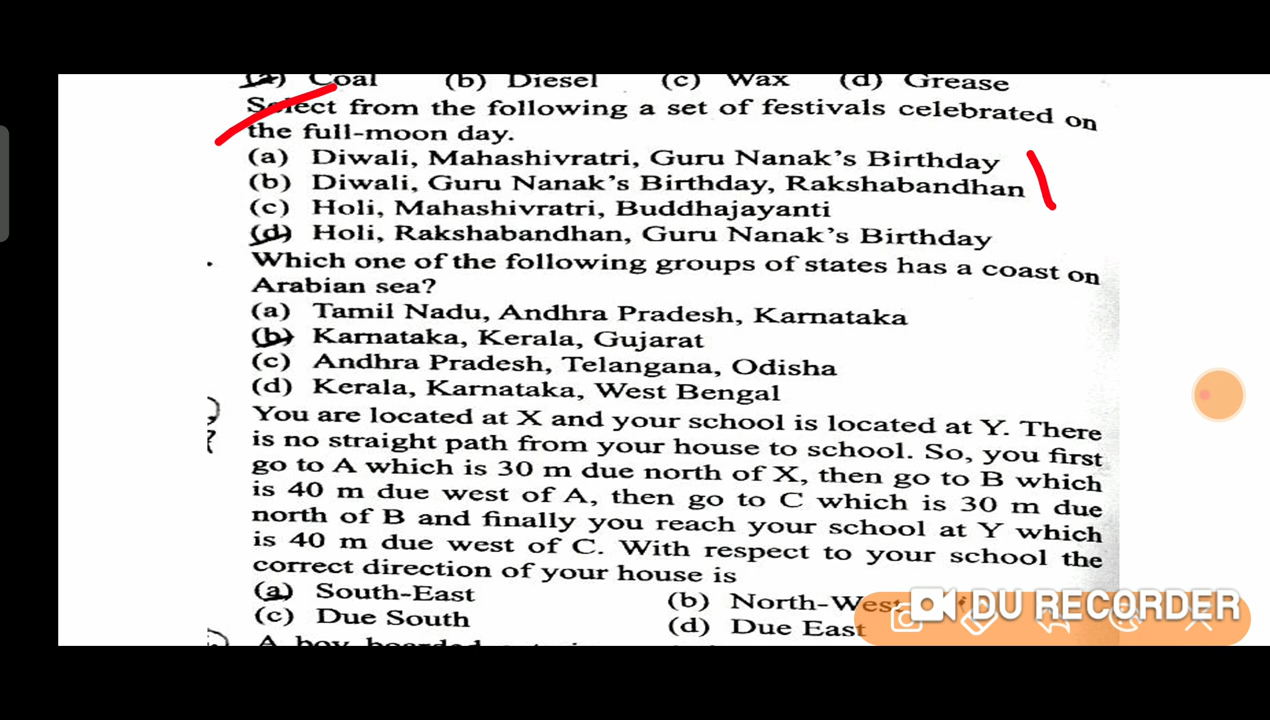 (a) Coal (b) Diesel (c) Wax (d) Grease
Select from the following a set of festivals celebrated on
the full-moon day.
(a) Diwali, Mahashivratri, Guru Nanak's Birthday
(b) Diwali, Guru Nanak's Birthday, Rakshabandhan
(c) Holi, Mahashivratri, Buddhajayanti
(d) Holi, Rakshabandhan, Guru Nanak's Birthday
Which one of the following groups of states has a coast on
Arabian sea?
(a) Tamil Nadu, Andhra Pradesh, Karnataka
(b) Karnataka, Kerala, Gujarat
(c) Andhra Pradesh, Telangana, Odisha
(d) Kerala, Karnataka, West Bengal
You are located at X and your school is located at Y. There
is no straight path from your house to school. So, you first
go to A which is 30 m due north of X, then go to B which
is 40 m due west of A, then go to C which is 30 m due
north of B and finally you reach your school at Y which
is 40 m due west of C. With respect to your school the
correct direction of your house is
(a) South-East (b) North-West
(c) Due South (d) Due East
DU RECORDER
A boy boarded